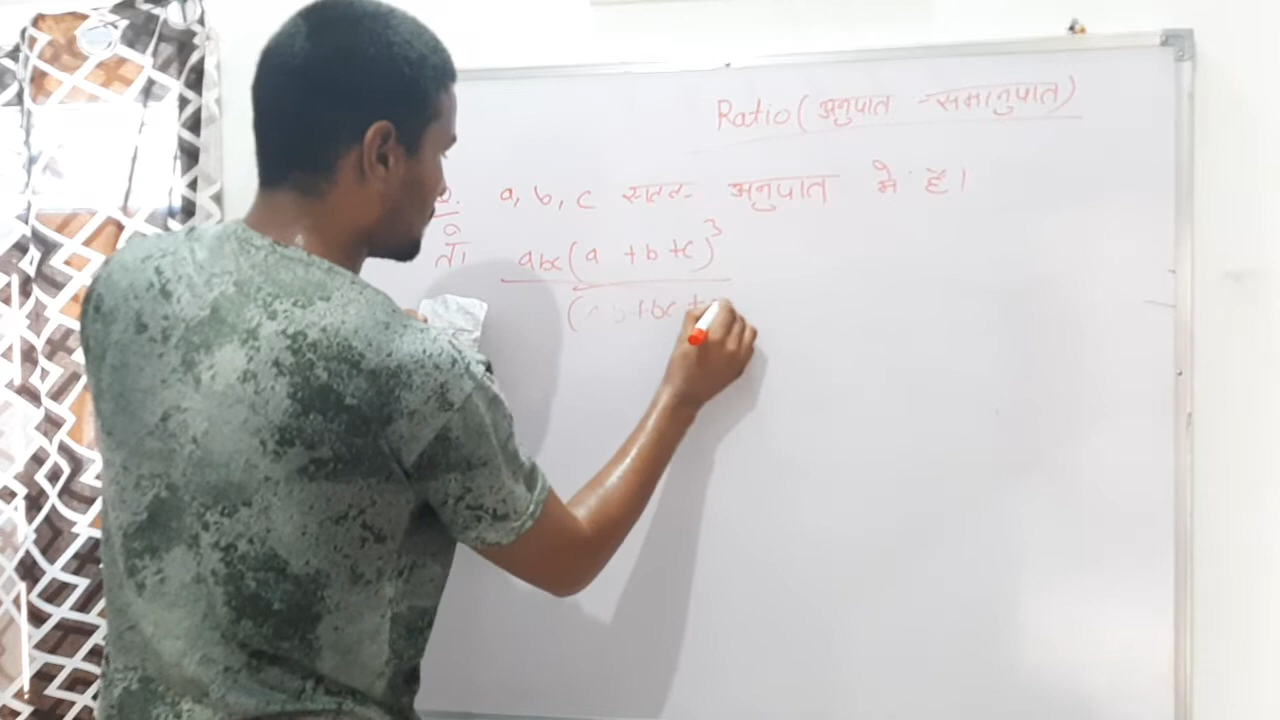 Ratio (अनुपात - समानुपात)
Q. a, b, c सतत- अनुपात में है।
तो abc(a + b + c)³
(ab + bc +